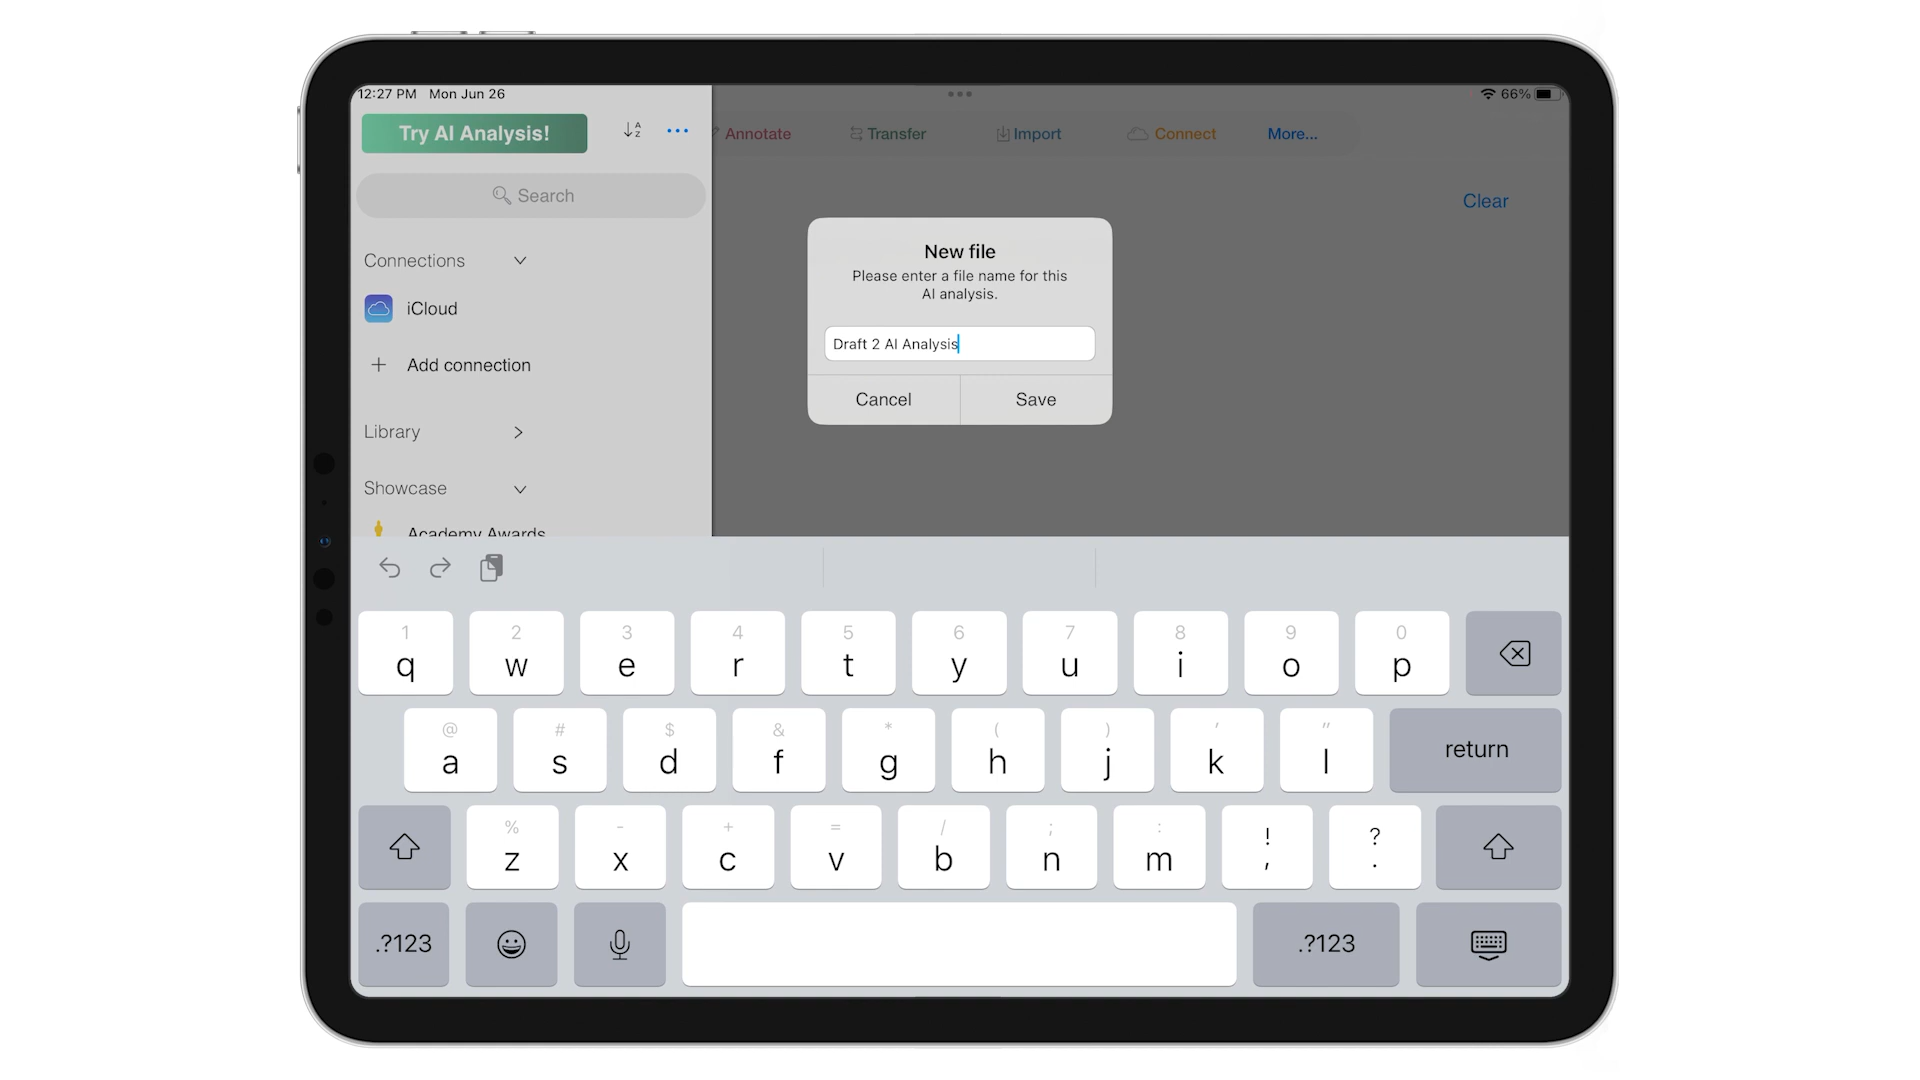 12:27 PM Mon Jun 26
66%
Try AI Analysis!
A
Z
Annotate
Transfer
Import
Connect
More...
Search
Clear
Connections
iCloud
Add connection
Library
Showcase
Academy Awards
New file
Please enter a file name for this
AI analysis.
Draft 2 AI Analysis
Cancel
Save
1 2 3 4 5 6 7 8 9 0
q w e r t y u i o p
@ # $ & * ( ) ' "
a s d f g h j k l
return
% - + = / ; : ! ?
z x c v b n m , .
.?123
.?123